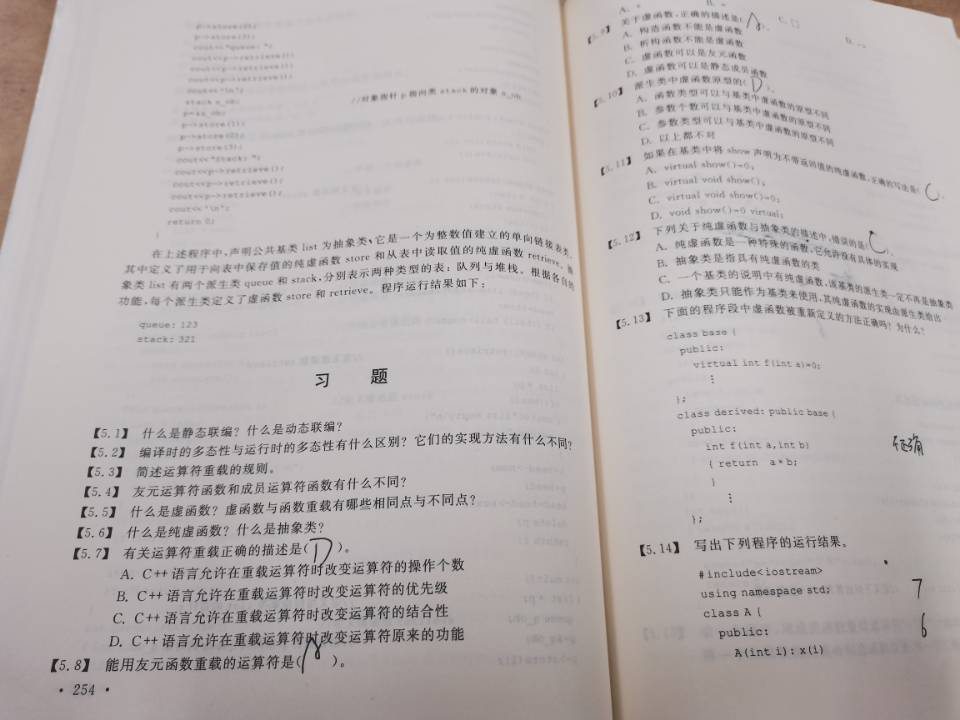 p->store(2);
p->store(3);
cout<<"queue: ";
cout<<p->retrieve();
cout<<p->retrieve();
cout<<p->retrieve();
cout<<'\n';
stack s_ob; //对象指针p指向类stack的对象s_ob
p=&s_ob;
p->store(1);
p->store(2);
p->store(3);
cout<<"Stack: ";
cout<<p->retrieve();
cout<<p->retrieve();
cout<<p->retrieve();
cout<<'\n';
return 0;
}
在上述程序中,声明公共基类 list 为抽象类,它是一个为整数值建立的单向链接表类,
其中定义了用于向表中保存值的纯虚函数 store 和从表中读取值的纯虚函数 retrieve。抽
象类 list 有两个派生类 queue 和 stack,分别表示两种类型的表: 队列与堆栈。根据各自的
功能,每个派生类定义了虚函数 store 和 retrieve。程序运行结果如下:
queue: 123
stack: 321
习 题
【5.1】 什么是静态联编? 什么是动态联编?
【5.2】 编译时的多态性与运行时的多态性有什么区别? 它们的实现方法有什么不同?
【5.3】 简述运算符重载的规则。
【5.4】 友元运算符函数和成员运算符函数有什么不同?
【5.5】 什么是虚函数? 虚函数与函数重载有哪些相同点与不同点?
【5.6】 什么是纯虚函数? 什么是抽象类?
【5.7】 有关运算符重载正确的描述是( D )。
A. C++ 语言允许在重载运算符时改变运算符的操作个数
B. C++ 语言允许在重载运算符时改变运算符的优先级
C. C++ 语言允许在重载运算符时改变运算符的结合性
D. C++ 语言允许在重载运算符时改变运算符原来的功能
【5.8】 能用友元函数重载的运算符是( A )。
· 254 ·
A. + B. = C. []
【5.9】 关于虚函数,正确的描述是( A )。
A. 构造函数不能是虚函数
B. 析构函数不能是虚函数
C. 虚函数可以是友元函数
D. 虚函数可以是静态成员函数
【5.10】 派生类中虚函数原型的( D )。
A. 函数类型可以与基类中虚函数的原型不同
B. 参数个数可以与基类中虚函数的原型不同
C. 参数类型可以与基类中虚函数的原型不同
D. 以上都不对
【5.11】 如果在基类中将 show 声明为不带返回值的纯虚函数,正确的写法是( C )。
A. virtual show()=0;
B. virtual void show();
C. virtual void show()=0;
D. void show()=0 virtual;
【5.12】 下列关于纯虚函数与抽象类的描述中,错误的是( C )。
A. 纯虚函数是一种特殊的函数,它允许没有具体的实现
B. 抽象类是指具有纯虚函数的类
C. 一个基类的说明中有纯虚函数,该基类的派生类一定不再是抽象类
D. 抽象类只能作为基类来使用,其纯虚函数的实现由派生类给出
【5.13】 下面的程序段中虚函数被重新定义的方法正确吗? 为什么?
class base {
public:
virtual int f(int a)=0;
⋮
};
class derived: public base {
public:
int f(int a,int b)
{ return a*b;
}
⋮
};
正确
【5.14】 写出下列程序的运行结果。
#include<iostream>
using namespace std;
class A {
public:
A(int i): x(i)
7
6